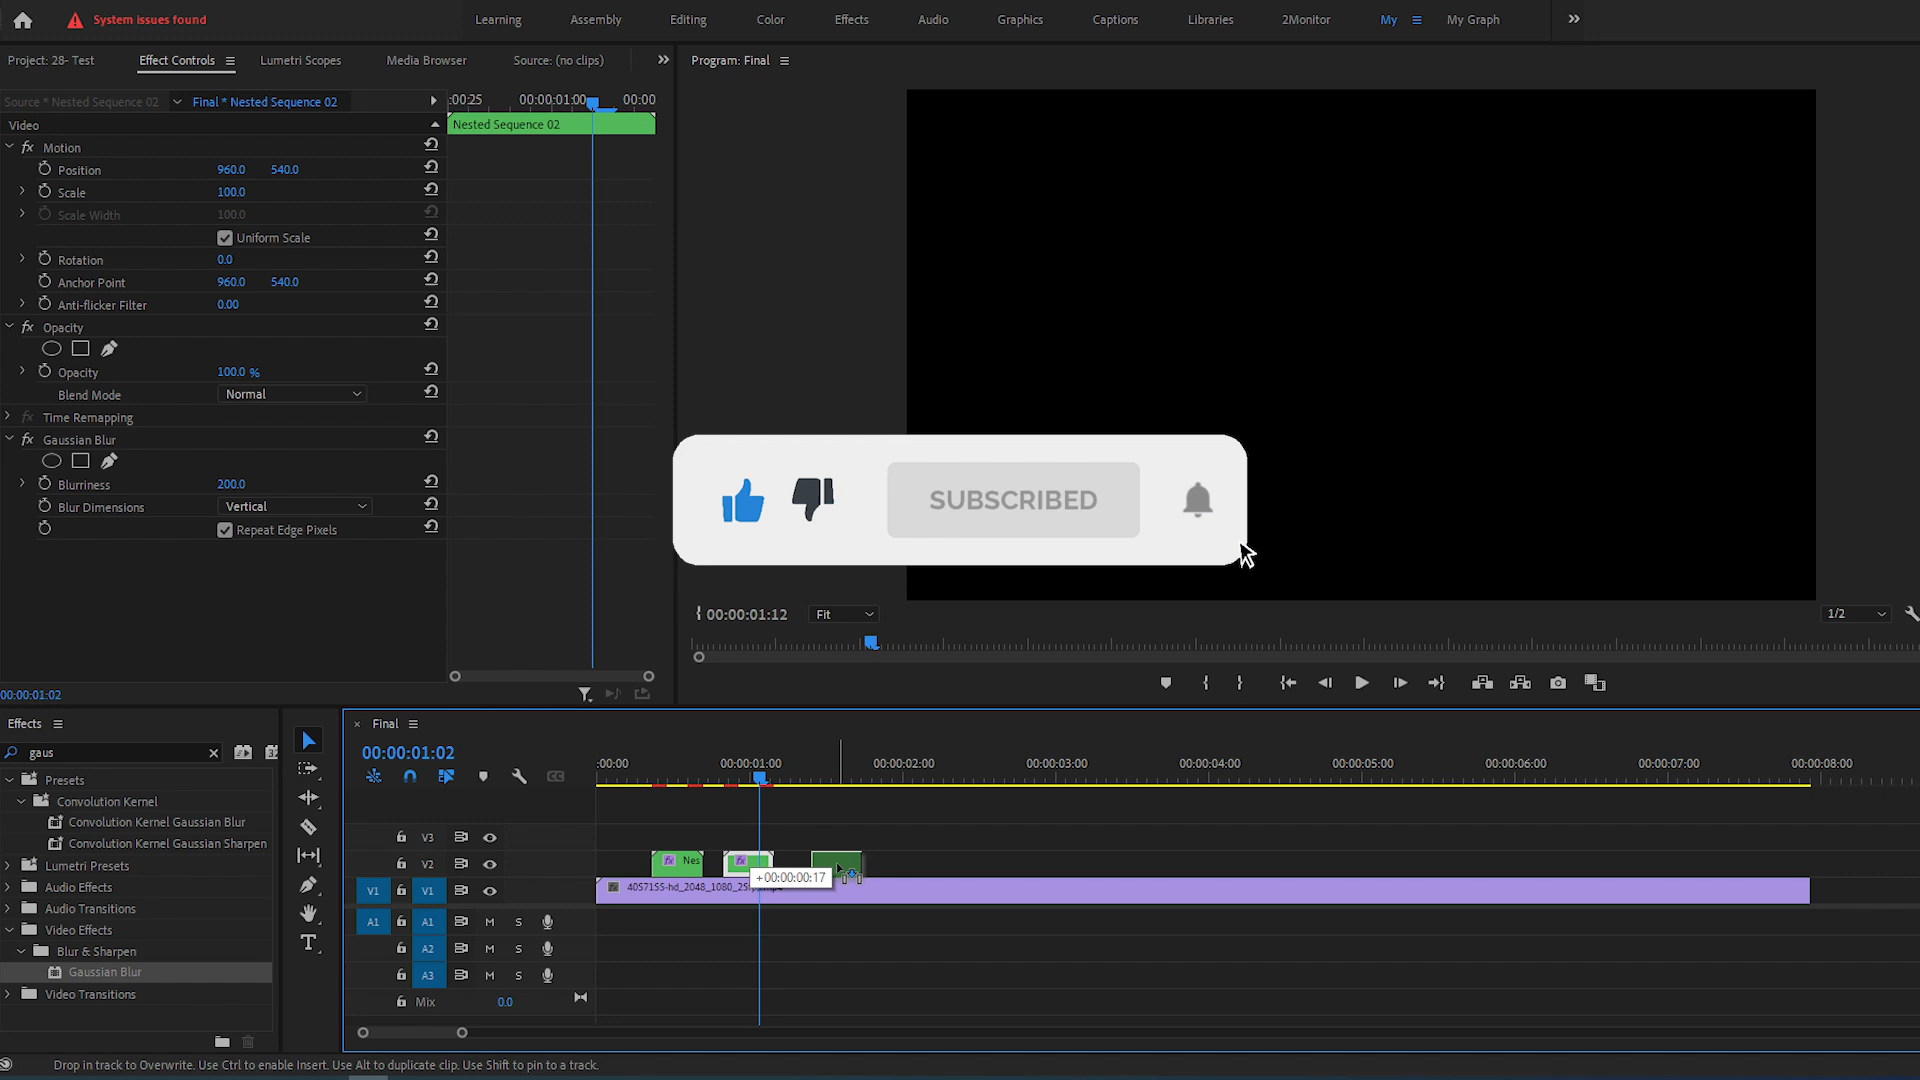 System issues found
Learning
Assembly
Editing
Color
Effects
Audio
Graphics
Captions
Libraries
2Monitor
My
My Graph
Project: 28- Test
Effect Controls
Lumetri Scopes
Media Browser
Source: (no clips)
Program: Final
Source * Nested Sequence 02
Final * Nested Sequence 02
:00:25
00:00:01:00
00:00
Video
Nested Sequence 02
Motion
Position 960.0 540.0
Scale 100.0
Scale Width 100.0
Uniform Scale
Rotation 0.0
Anchor Point 960.0 540.0
Anti-flicker Filter 0.00
Opacity
Opacity 100.0 %
Blend Mode Normal
Time Remapping
Gaussian Blur
Blurriness 200.0
Blur Dimensions Vertical
Repeat Edge Pixels
SUBSCRIBED
00:00:01:12
Fit
1/2
00:00:01:02
Effects
gaus
Presets
Convolution Kernel
Convolution Kernel Gaussian Blur
Convolution Kernel Gaussian Sharpen
Lumetri Presets
Audio Effects
Audio Transitions
Video Effects
Blur & Sharpen
Gaussian Blur
Video Transitions
Final
00:00:01:02
:00:00
00:00:01:00
00:00:02:00
00:00:03:00
00:00:04:00
00:00:05:00
00:00:06:00
00:00:07:00
00:00:08:00
V3
V2
fx Nes
fx
+00:00:00:17
V1 V1
A1 A1 M S
A2 M S
A3 M S
Mix 0.0
Drop in track to Overwrite. Use Ctrl to enable Insert. Use Alt to duplicate clip. Use Shift to pin to a track.